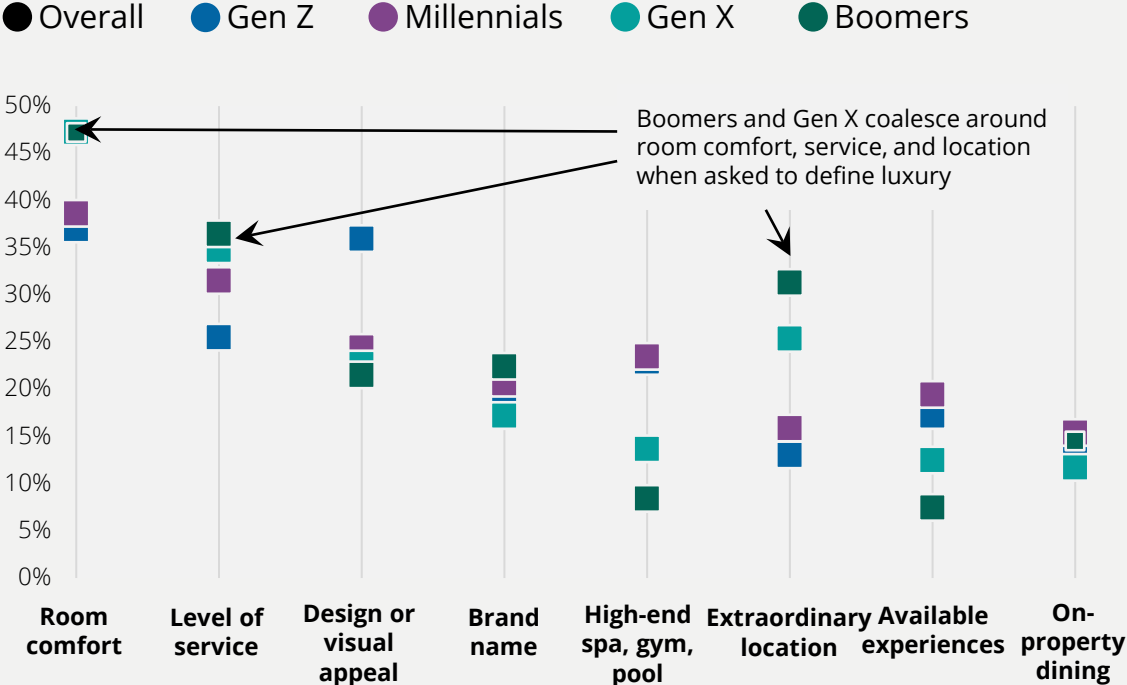 Overall Gen Z Millennials Gen X Boomers
50%
45%
40%
35%
30%
25%
20%
15%
10%
5%
0%
Boomers and Gen X coalesce around
room comfort, service, and location
when asked to define luxury
Room
comfort
Level of
service
Design or
visual
appeal
Brand
name
High-end
spa, gym,
pool
Extraordinary
location
Available
experiences
On-
property
dining